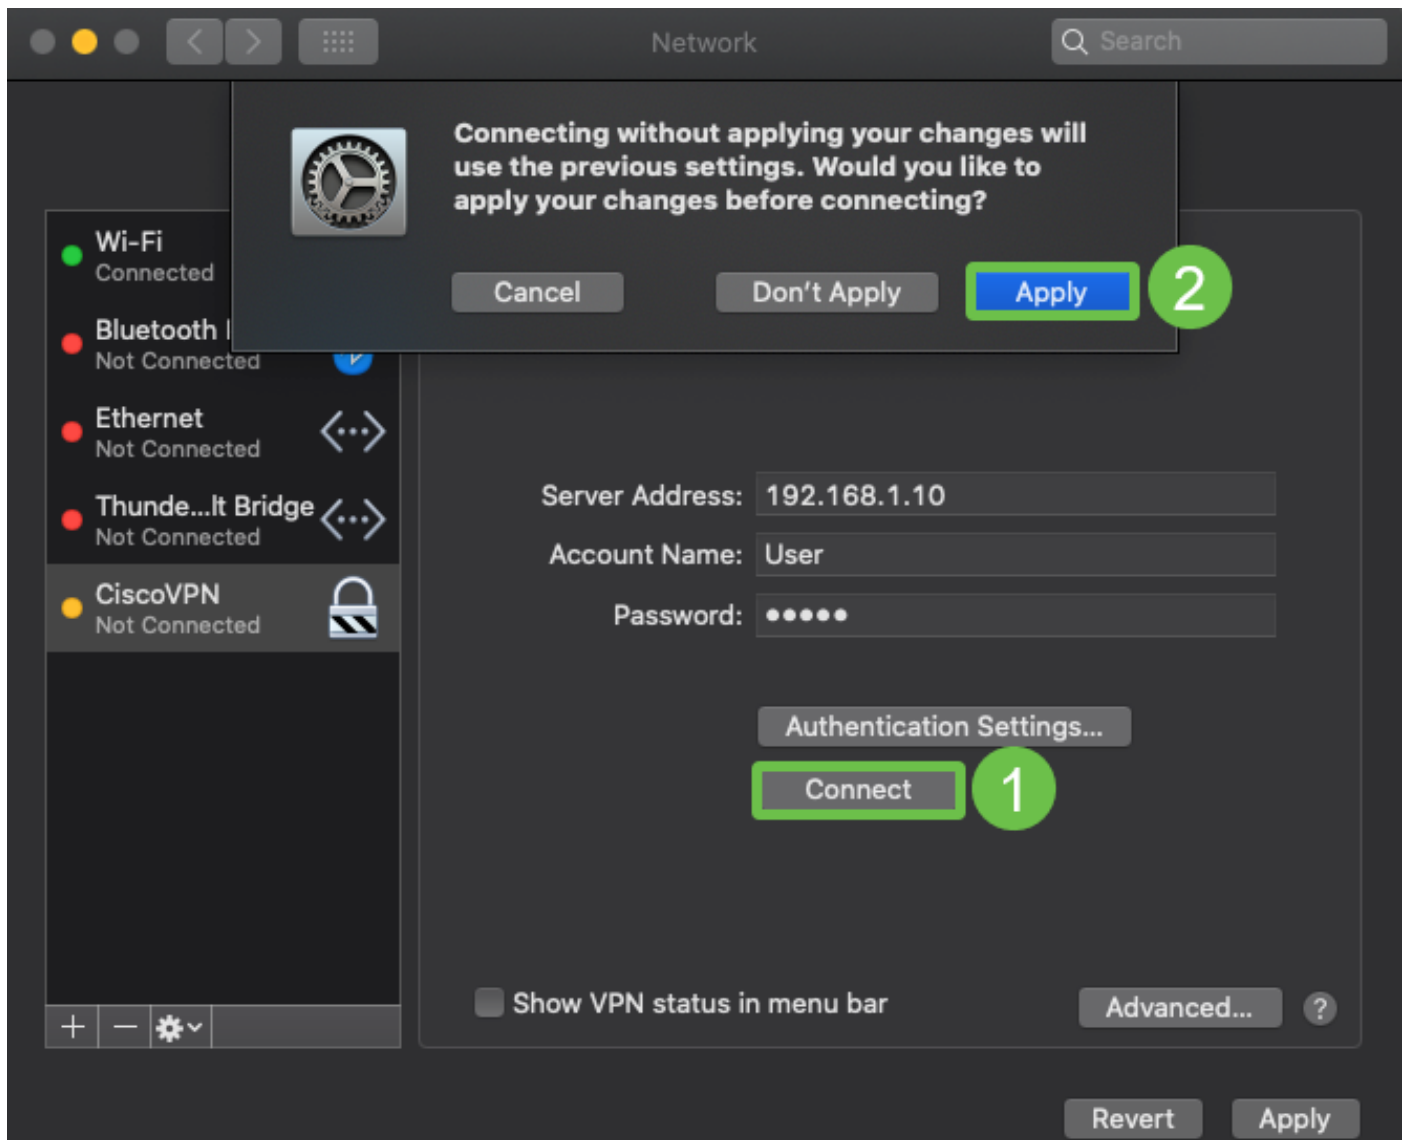 Network
Search
Connecting without applying your changes will
use the previous settings. Would you like to
apply your changes before connecting?
Cancel
Don't Apply
Apply
2
Wi-Fi
Connected
Bluetooth
Not Connected
Ethernet
Not Connected
Thunde...lt Bridge
Not Connected
CiscoVPN
Not Connected
Server Address: 192.168.1.10
Account Name: User
Password: •••••
Authentication Settings...
Connect
1
Show VPN status in menu bar
Advanced...
?
Revert
Apply